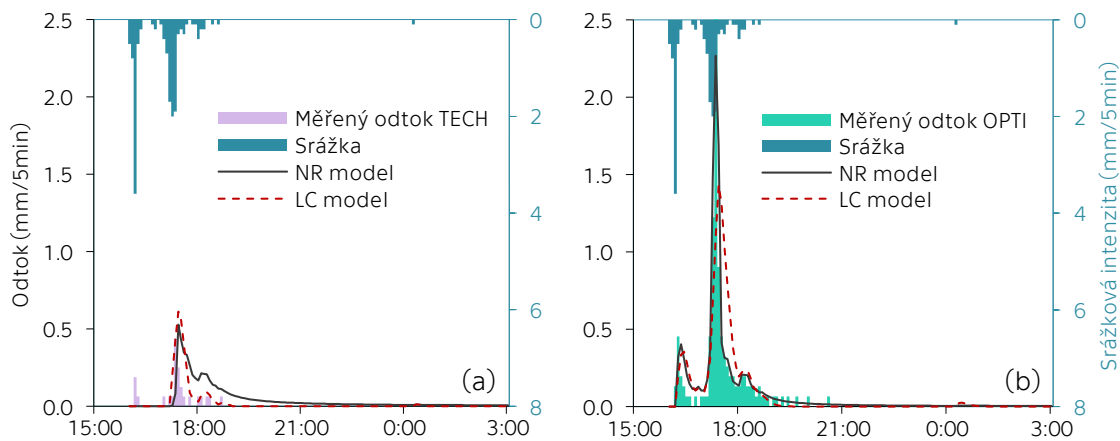 Odtok (mm/5min)
2.5
2.0
1.5
1.0
0.5
0.0
Měřený odtok TECH
Srážka
NR model
LC model
(a)
0
2
4
6
8
15:00 18:00 21:00 0:00 3:00
2.5
2.0
1.5
1.0
0.5
0.0
Měřený odtok OPTI
Srážka
NR model
LC model
(b)
0
2
4
6
8
Srážková intenzita (mm/5min)
15:00 18:00 21:00 0:00 3:00